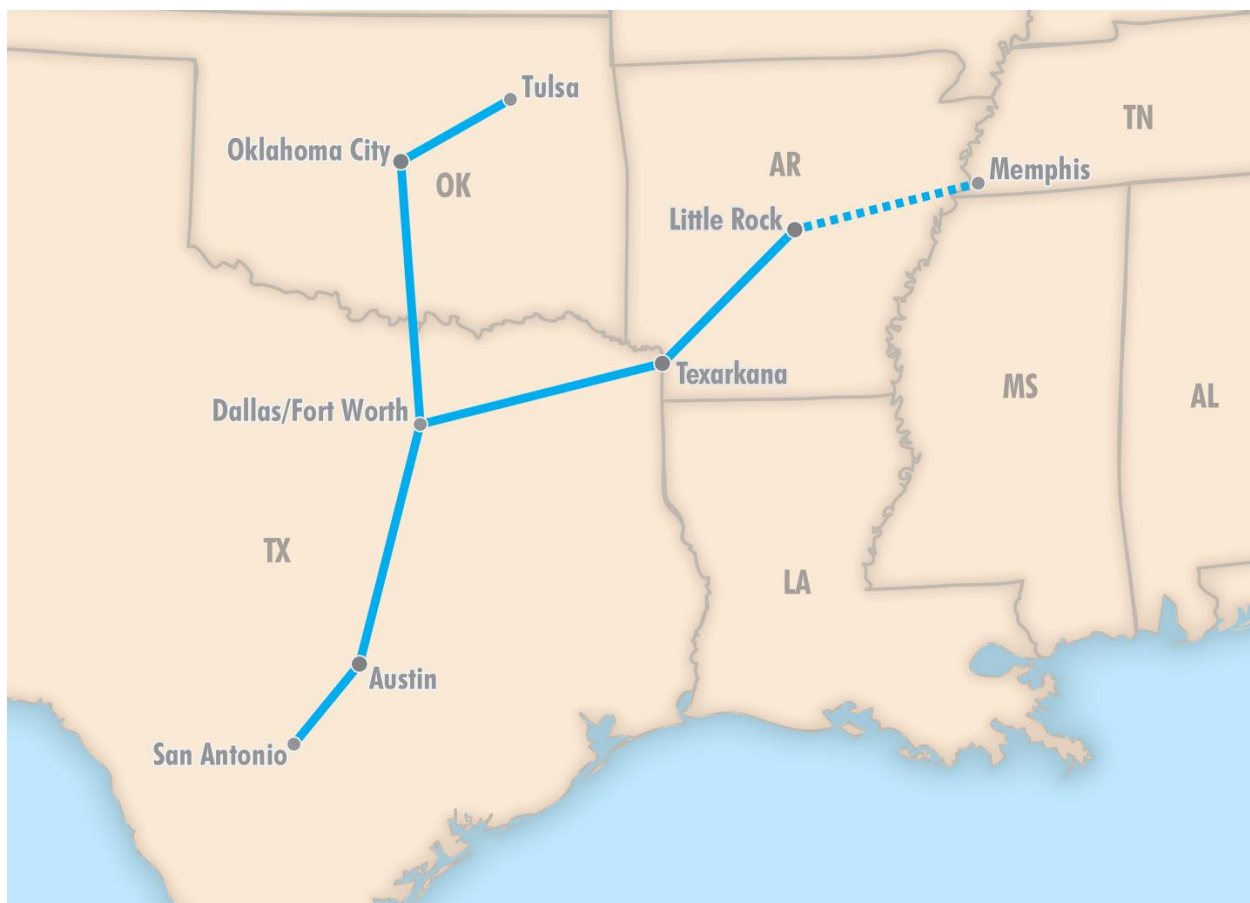 Tulsa
TN
Oklahoma City
AR
Memphis
OK
Little Rock
Texarkana
MS
AL
Dallas/Fort Worth
TX
LA
Austin
San Antonio